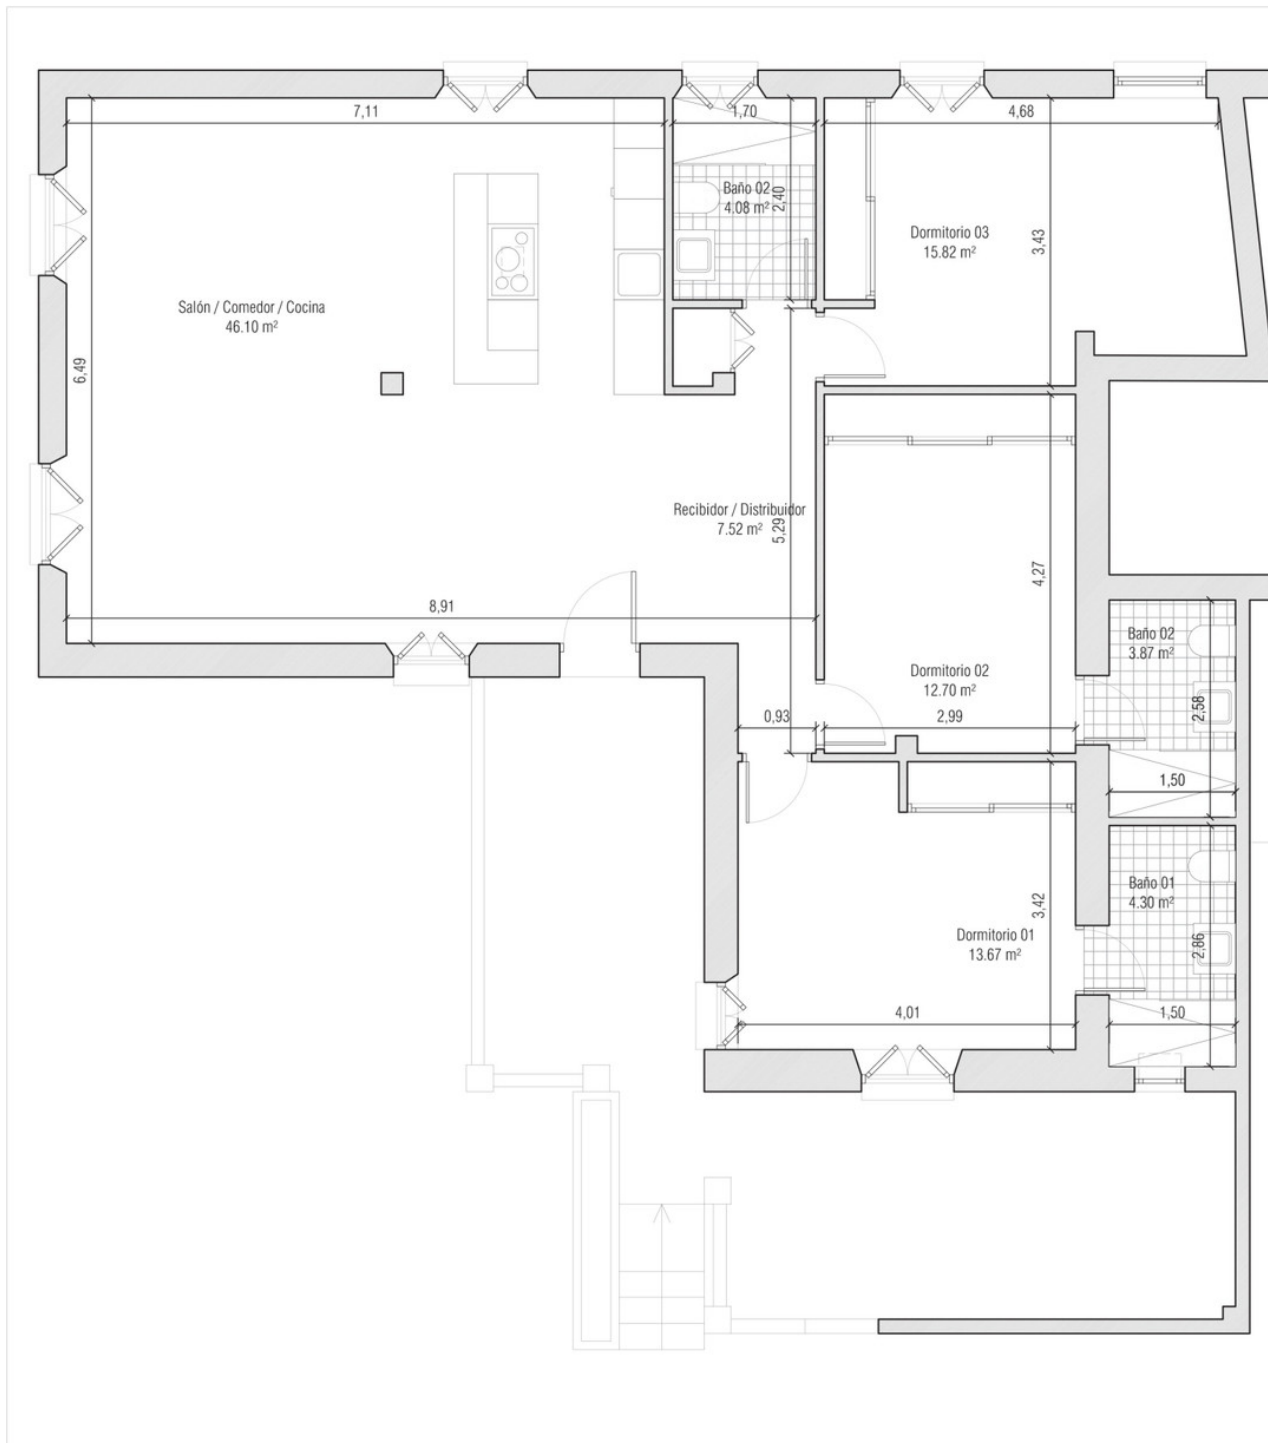 7,11
1,70
4,68
Baño 02
4.08 m²
2,40
Dormitorio 03
15.82 m²
3,43
Salón / Comedor / Cocina
46.10 m²
6,49
Recibidor / Distribuidor
7.52 m²
5,29
4,27
8,91
Baño 02
3.87 m²
Dormitorio 02
12.70 m²
2,58
0,93
2,99
1,50
Baño 01
4.30 m²
3,42
Dormitorio 01
13.67 m²
2,86
4,01
1,50